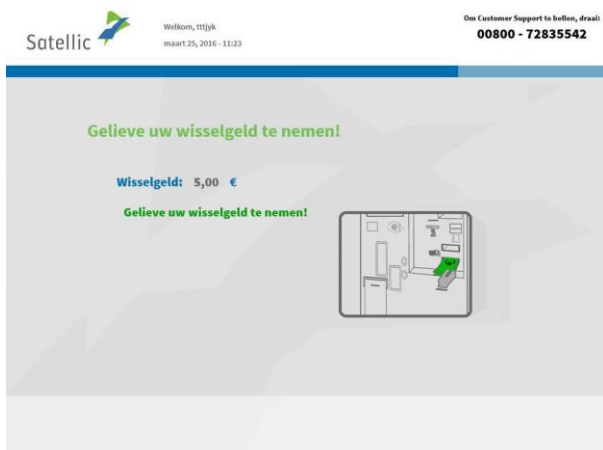 Satellic
Welkom, tttjyk
maart 25, 2016 - 11:23
Om Customer Support te bellen, draai:
00800 - 72835542
Gelieve uw wisselgeld te nemen!
Wisselgeld: 5,00 €
Gelieve uw wisselgeld te nemen!